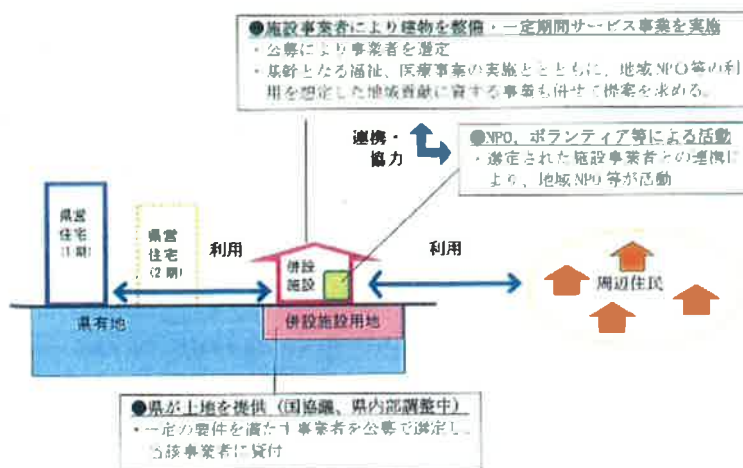 ●施設事業者により建物を整備・一定期間サービス事業を実施
・公募により事業者を選定
・基幹となる福祉、医療事業の実施とともに、地域NPO等の利
用を想定した地域貢献に資する事業も併せて提案を求める。
連携・
協力
●NPO、ボランティア等による活動
・選定された施設事業者との連携に
より、地域NPO等が活動
県営
住宅
(1期)
県営
住宅
(2期)
利用
併設
施設
利用
周辺住民
県有地
併設施設用地
●県が土地を提供（国協議、県内部調整中）
・一定の要件を満たす事業者を公募で選定し、
当該事業者に貸付